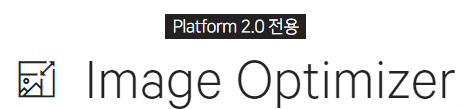 Platform 2.0 전용
Image Optimizer